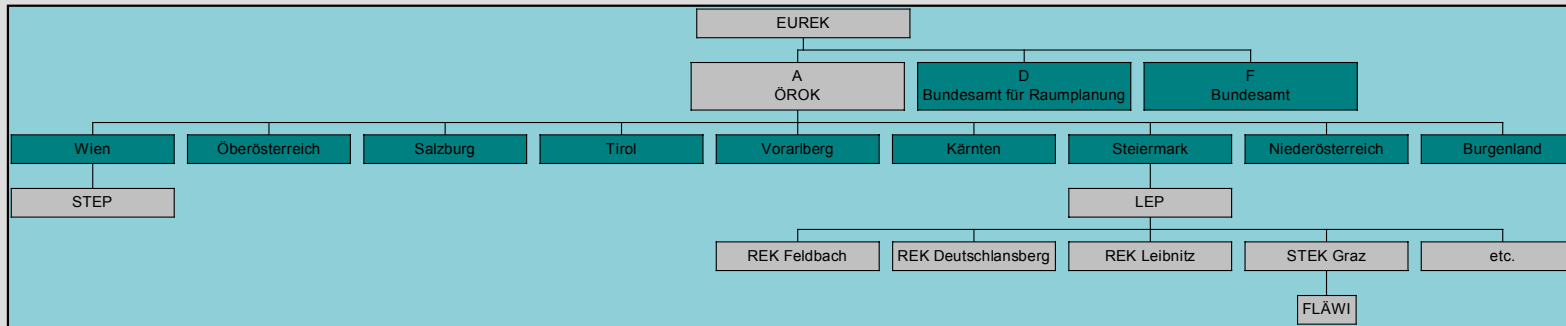 EUREK
A
ÖROK
D
Bundesamt für Raumplanung
F
Bundesamt
Wien
Öberösterreich
Salzburg
Tirol
Vorarlberg
Kärnten
Steiermark
Niederösterreich
Burgenland
STEP
LEP
REK Feldbach
REK Deutschlansberg
REK Leibnitz
STEK Graz
etc.
FLÄWI